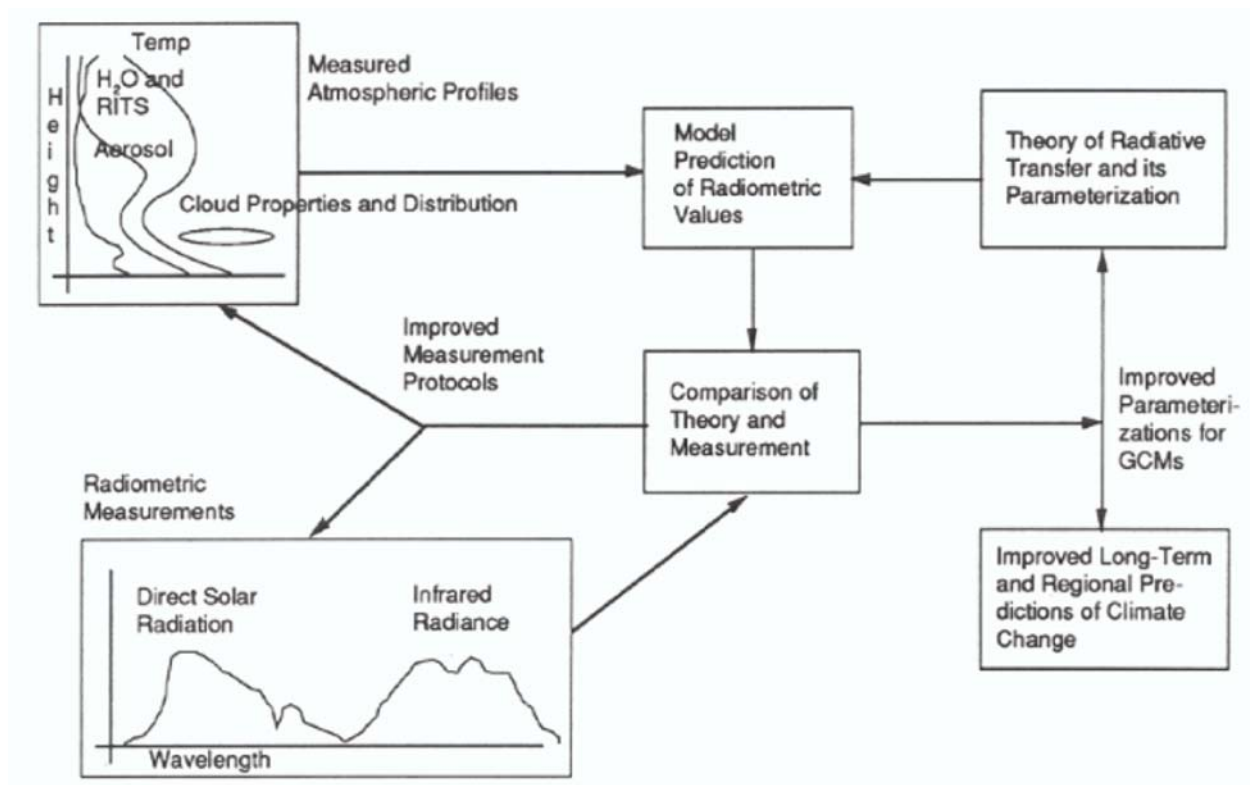 Temp
H₂O and
RITS
Height
Aerosol
Cloud Properties and Distribution
Measured
Atmospheric Profiles
Model
Prediction
of Radiometric
Values
Theory of Radiative
Transfer and its
Parameterization
Improved
Measurement
Protocols
Comparison of
Theory and
Measurement
Improved
Parameteri-
zations for
GCMs
Radiometric
Measurements
Direct Solar
Radiation
Infrared
Radiance
Wavelength
Improved Long-Term
and Regional Pre-
dictions of Climate
Change